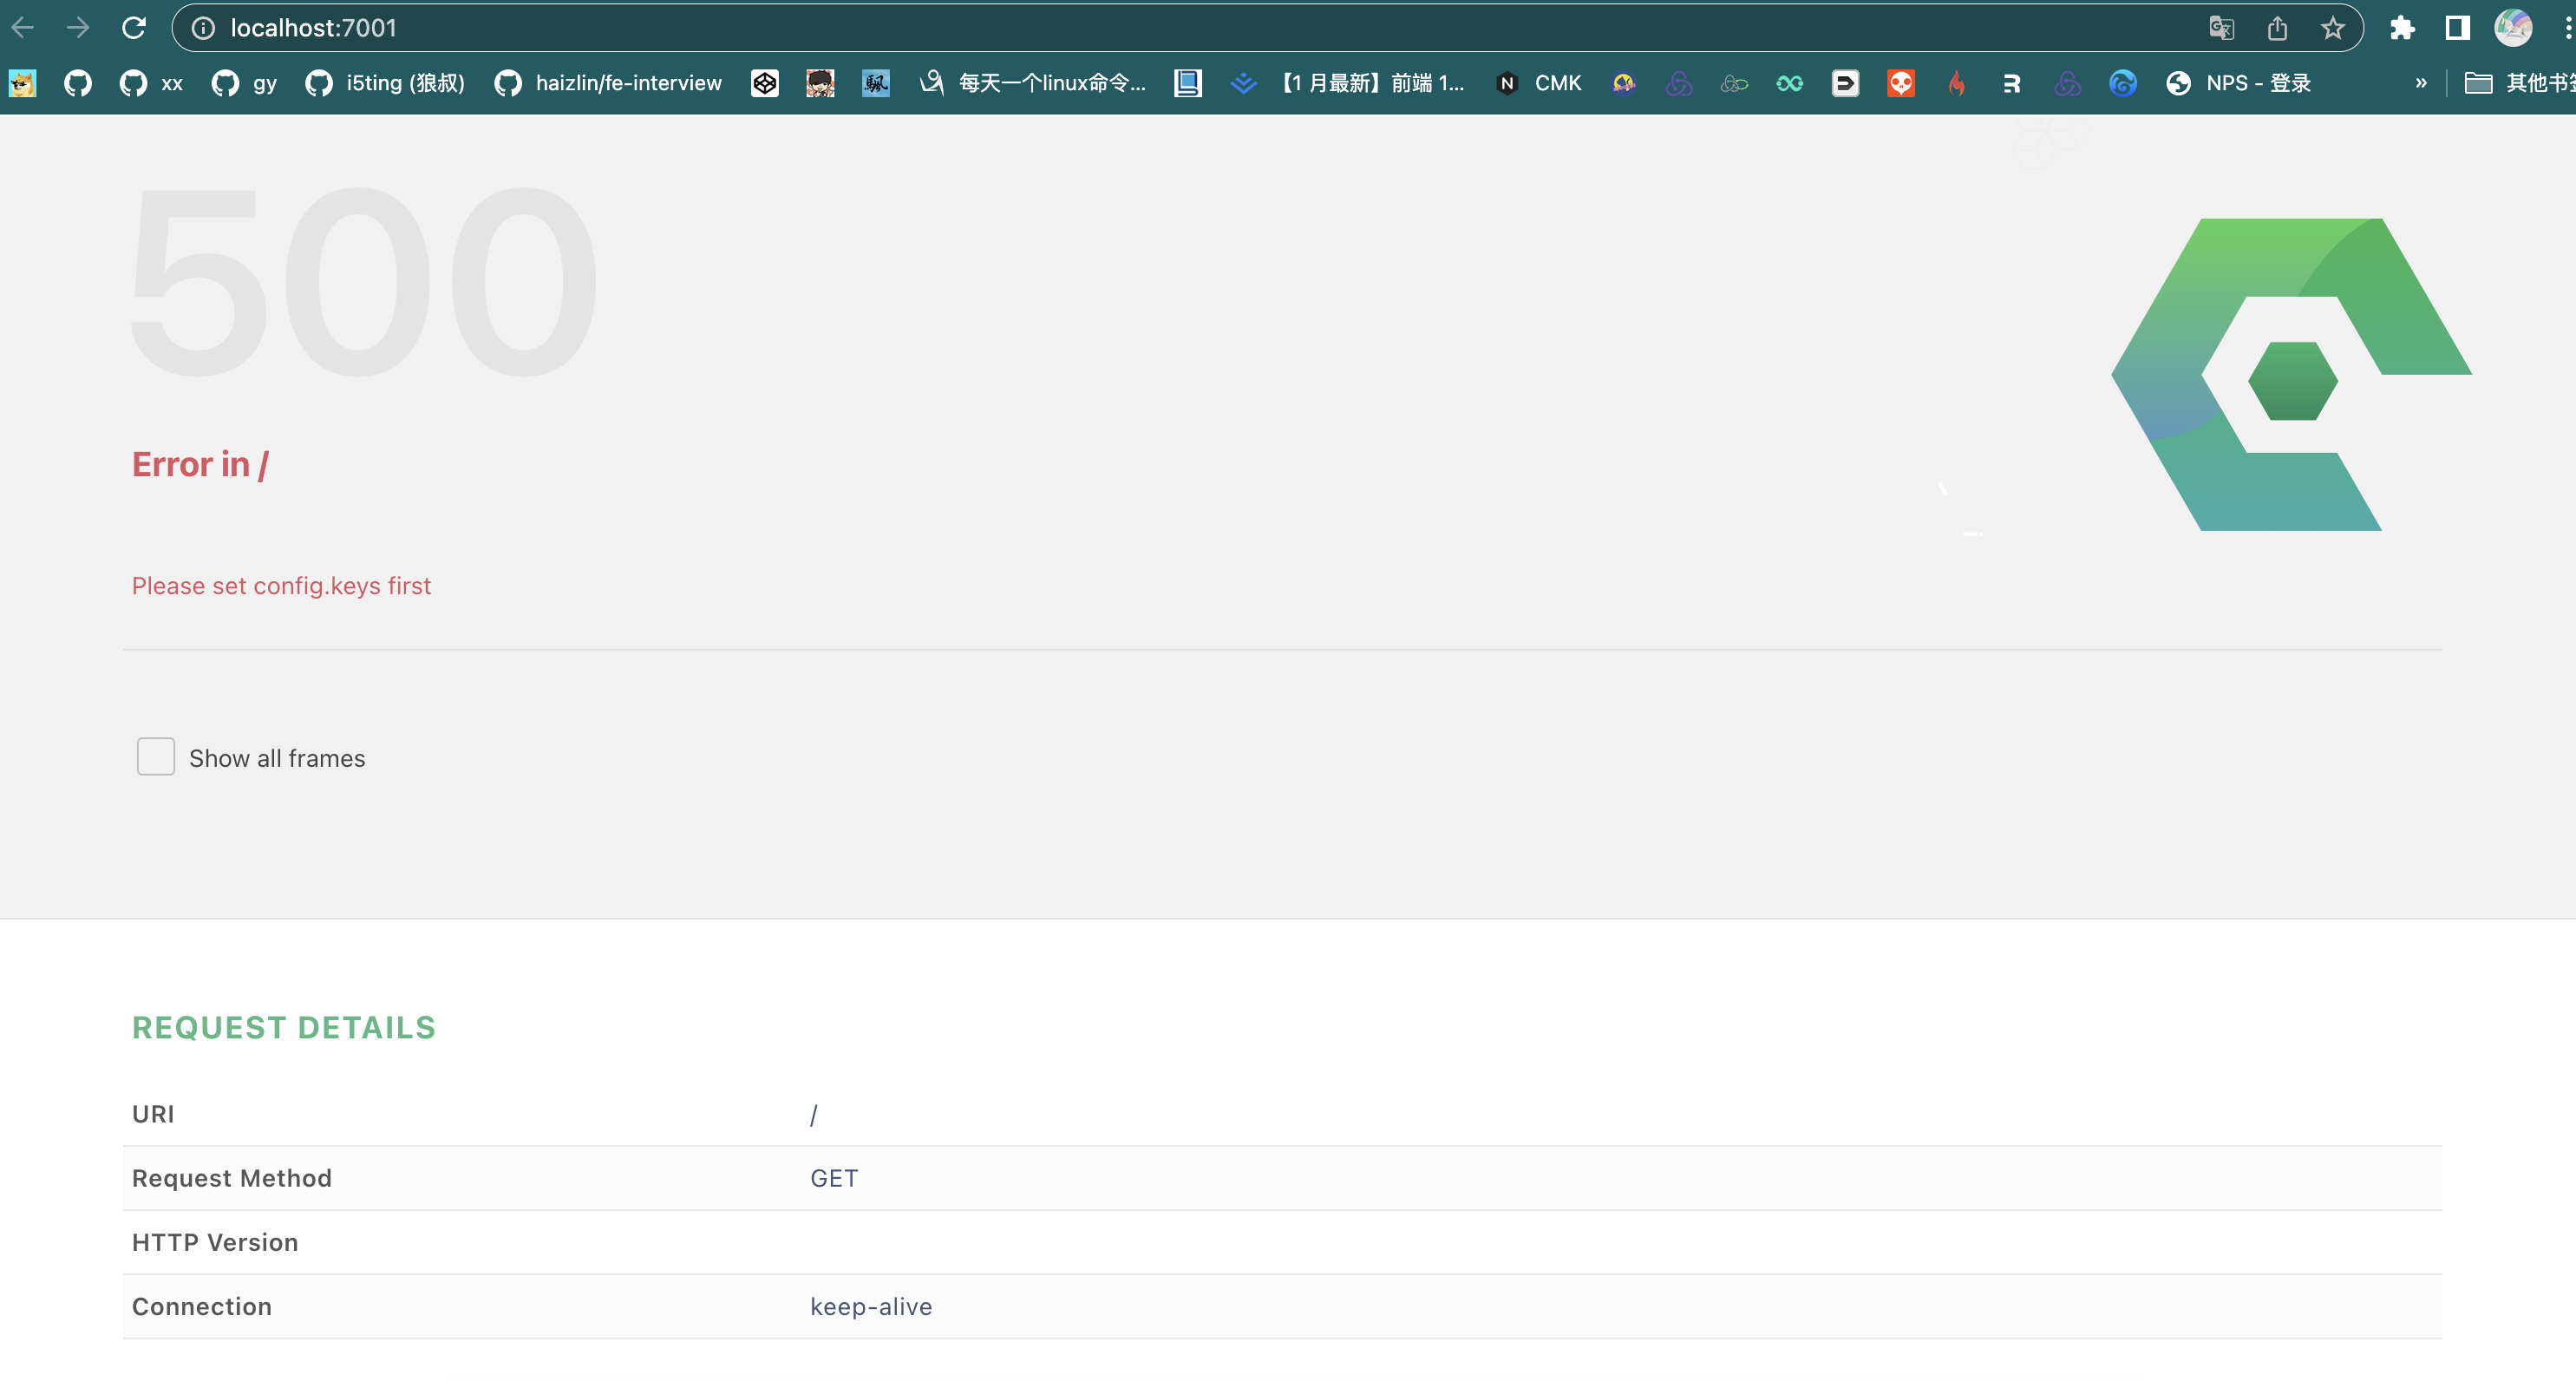 localhost:7001
xx gy i5ting (狼叔) haizlin/fe-interview 每天一个linux命令... 【1 月最新】前端 1... CMK NPS - 登录 » 其他书签
500
Error in /
Please set config.keys first
Show all frames
REQUEST DETAILS
URI /
Request Method GET
HTTP Version
Connection keep-alive